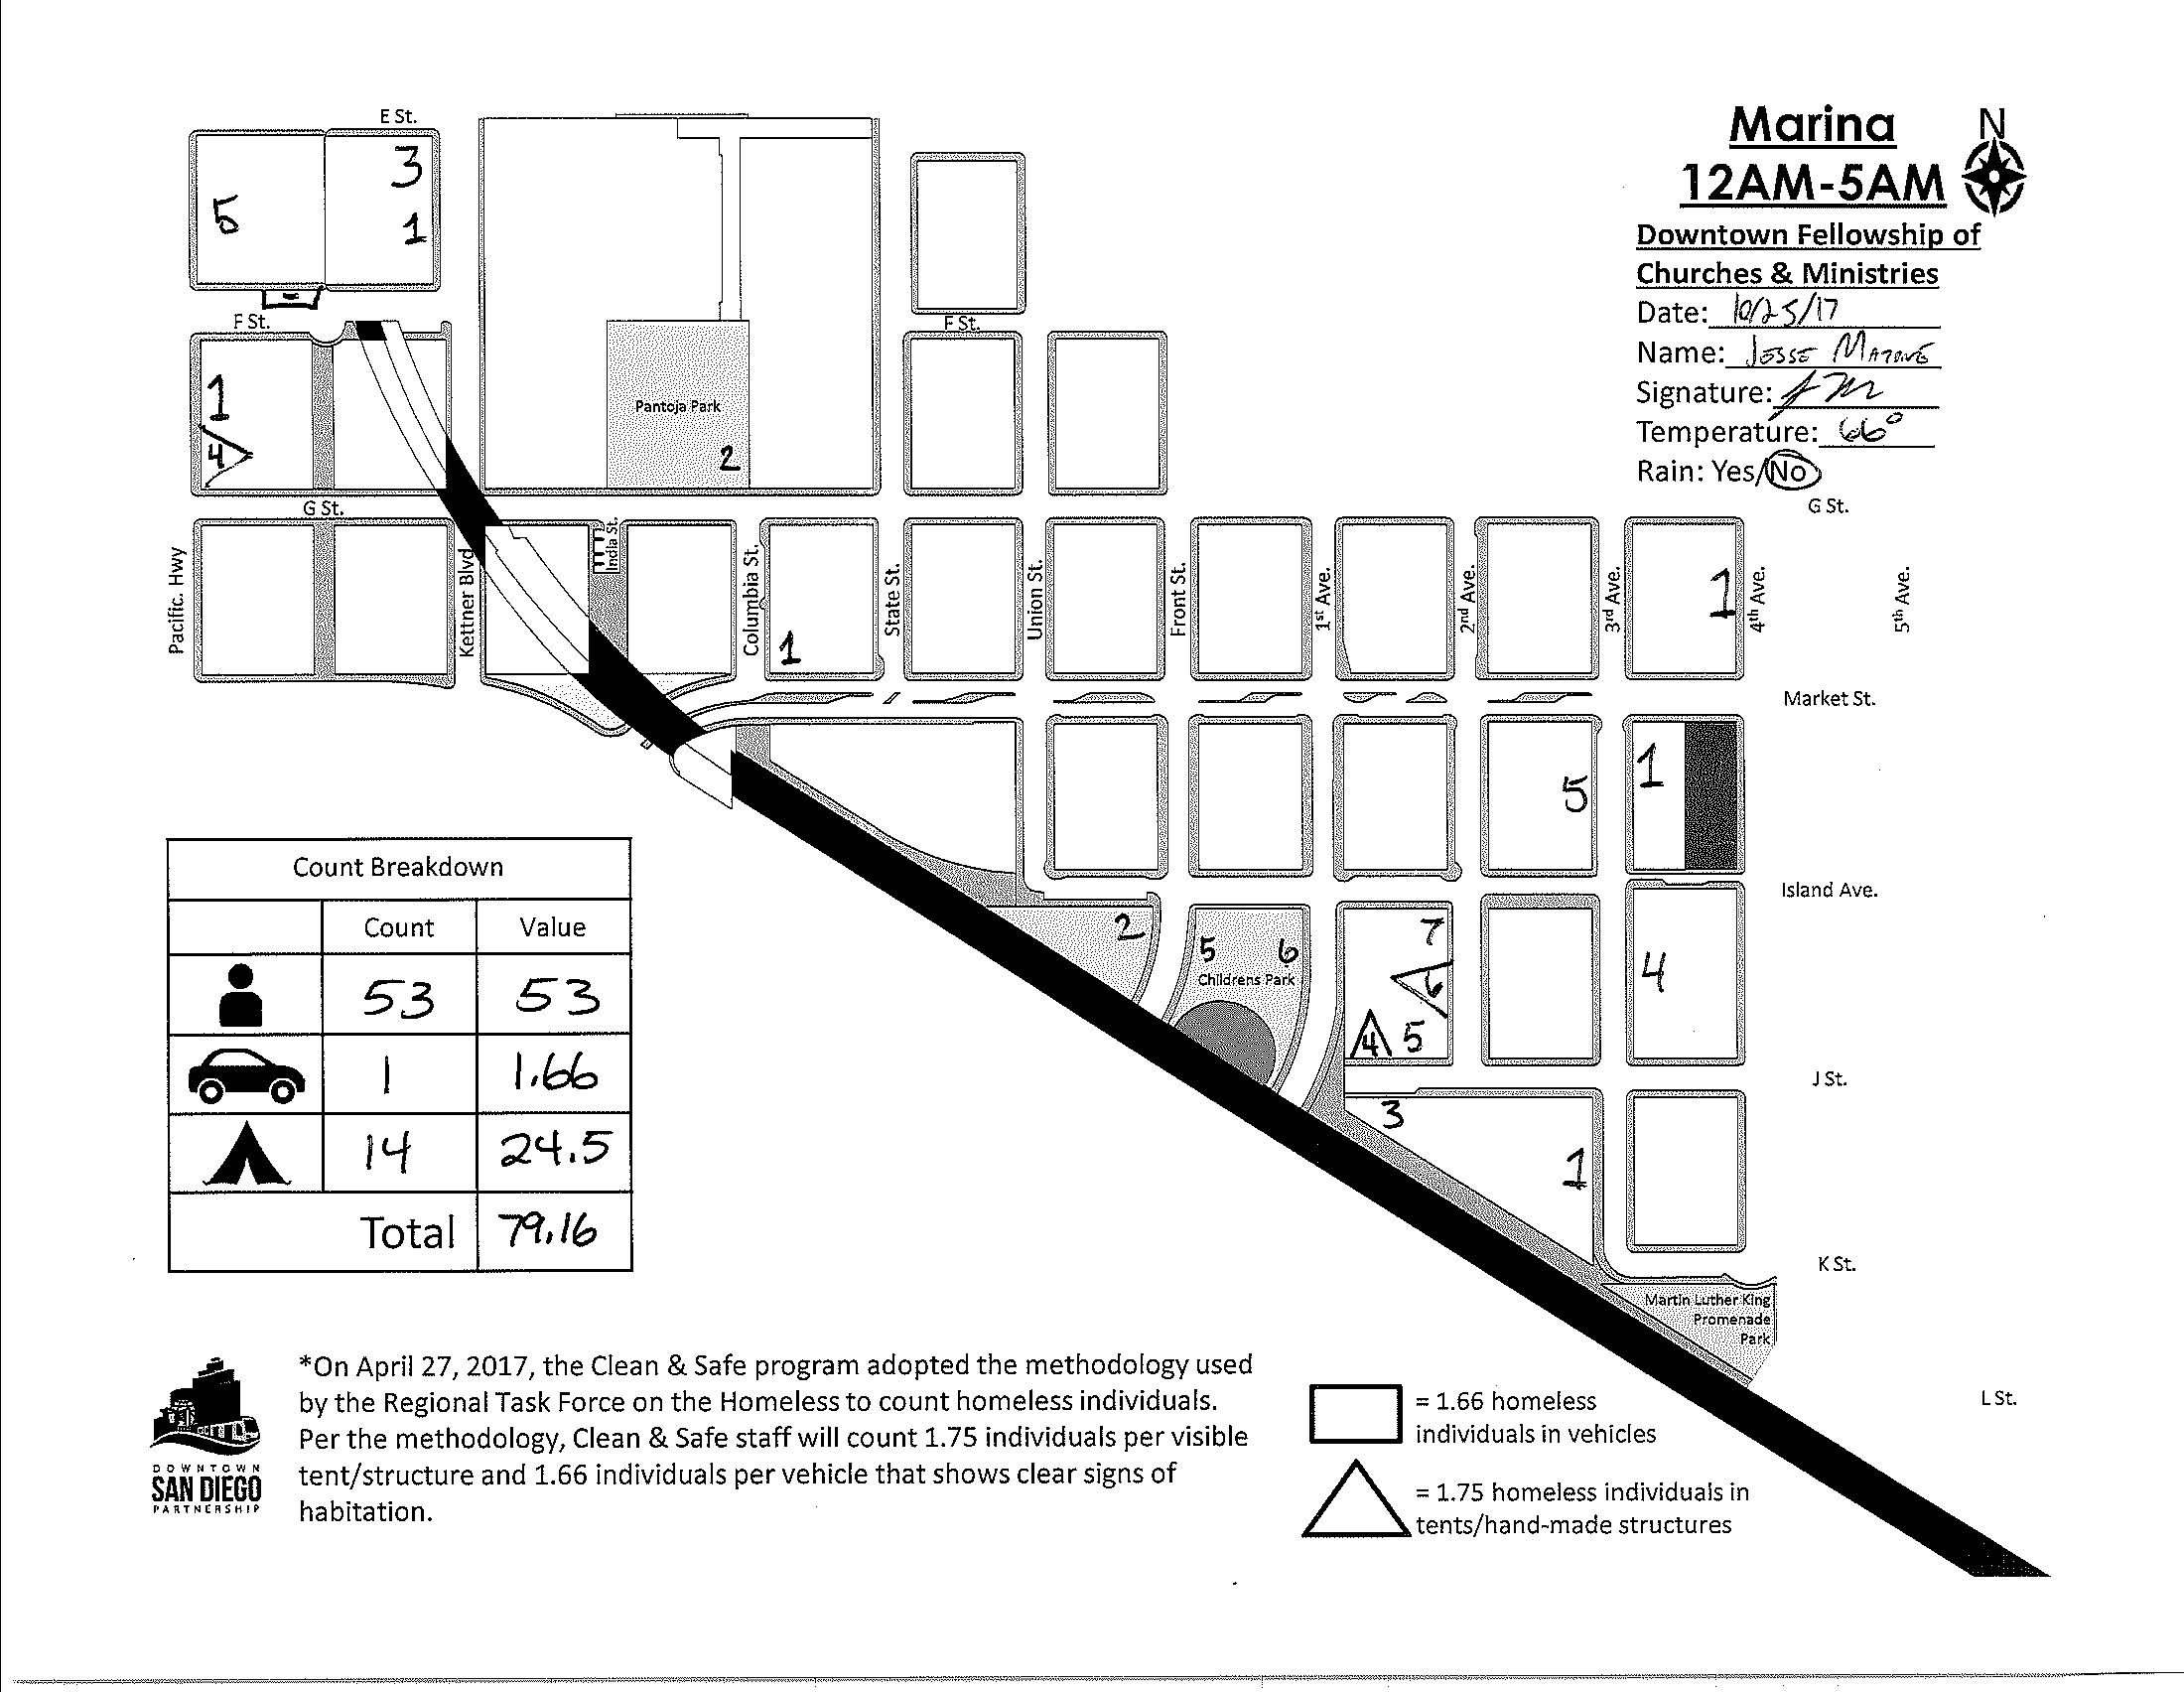 Marina
N
12AM-5AM
Downtown Fellowship of
Churches & Ministries
Date: 10/25/17
Name: Jesse
Signature:
Temperature: 66°
Rain: Yes/No
E St.
3
5
1
F St.
F St.
1
4
Pantoja Park
2
G St.
G St.
Pacific. Hwy
Kettner Blvd
India St.
Columbia St.
State St.
Union St.
Front St.
1st Ave.
2nd Ave.
3rd Ave.
4th Ave.
5th Ave.
1
1
Market St.
5
1
Island Ave.
2
5
6
Childrens Park
7
6
4
5
4
J St.
3
1
K St.
Martin Luther King
Promenade
Park
L St.
Count Breakdown
Count Value
53 53
1 1.66
14 24.5
Total 79.16
*On April 27, 2017, the Clean & Safe program adopted the methodology used
by the Regional Task Force on the Homeless to count homeless individuals.
Per the methodology, Clean & Safe staff will count 1.75 individuals per visible
tent/structure and 1.66 individuals per vehicle that shows clear signs of
habitation.
DOWNTOWN
SAN DIEGO
PARTNERSHIP
= 1.66 homeless
individuals in vehicles
= 1.75 homeless individuals in
tents/hand-made structures